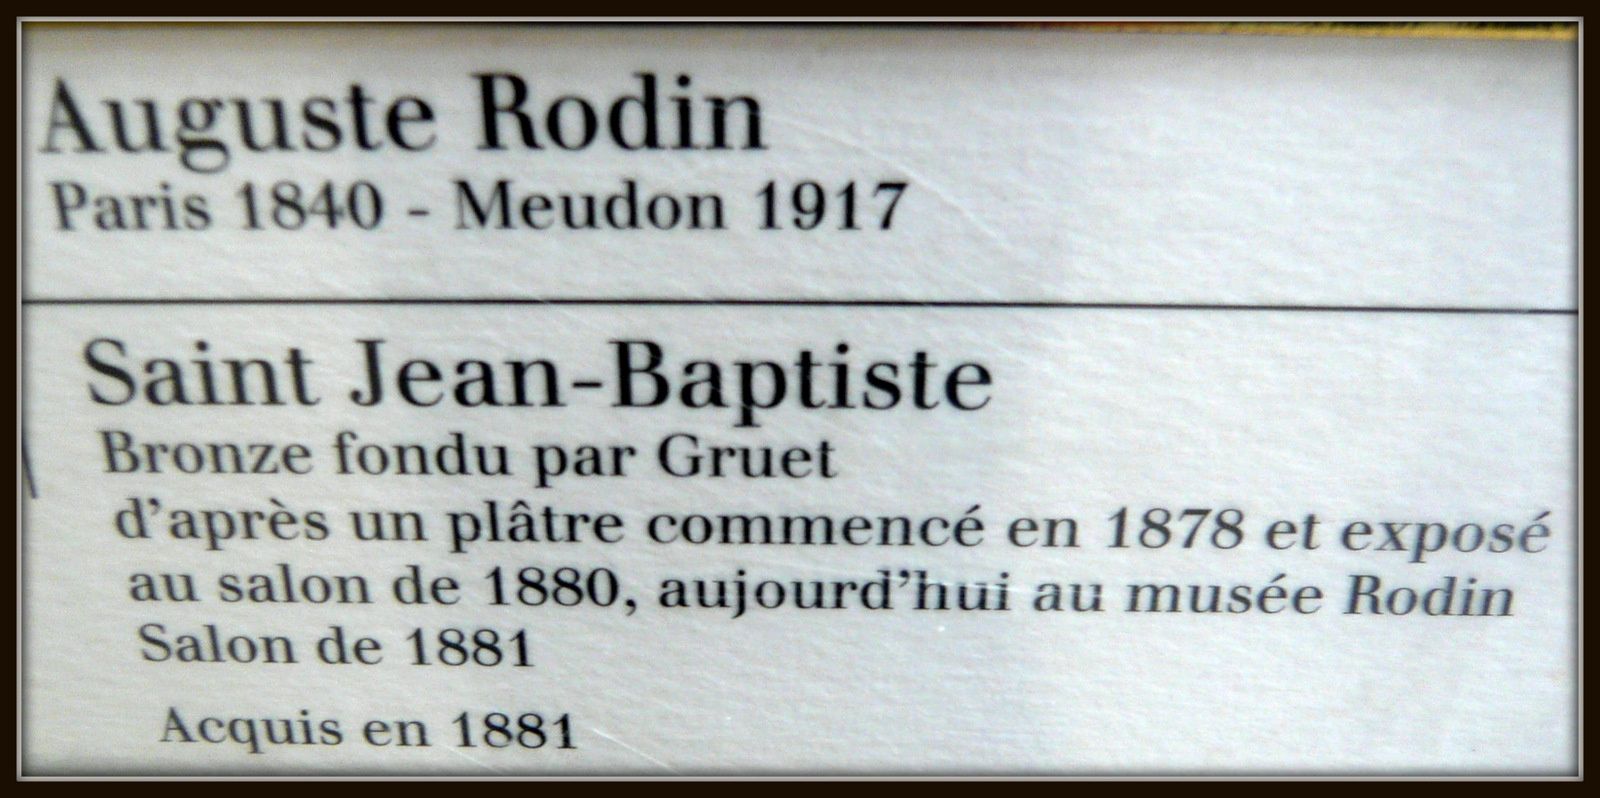 Auguste Rodin
Paris 1840 - Meudon 1917
Saint Jean-Baptiste
Bronze fondu par Gruet
d'après un plâtre commencé en 1878 et exposé
au salon de 1880, aujourd'hui au musée Rodin
Salon de 1881
Acquis en 1881